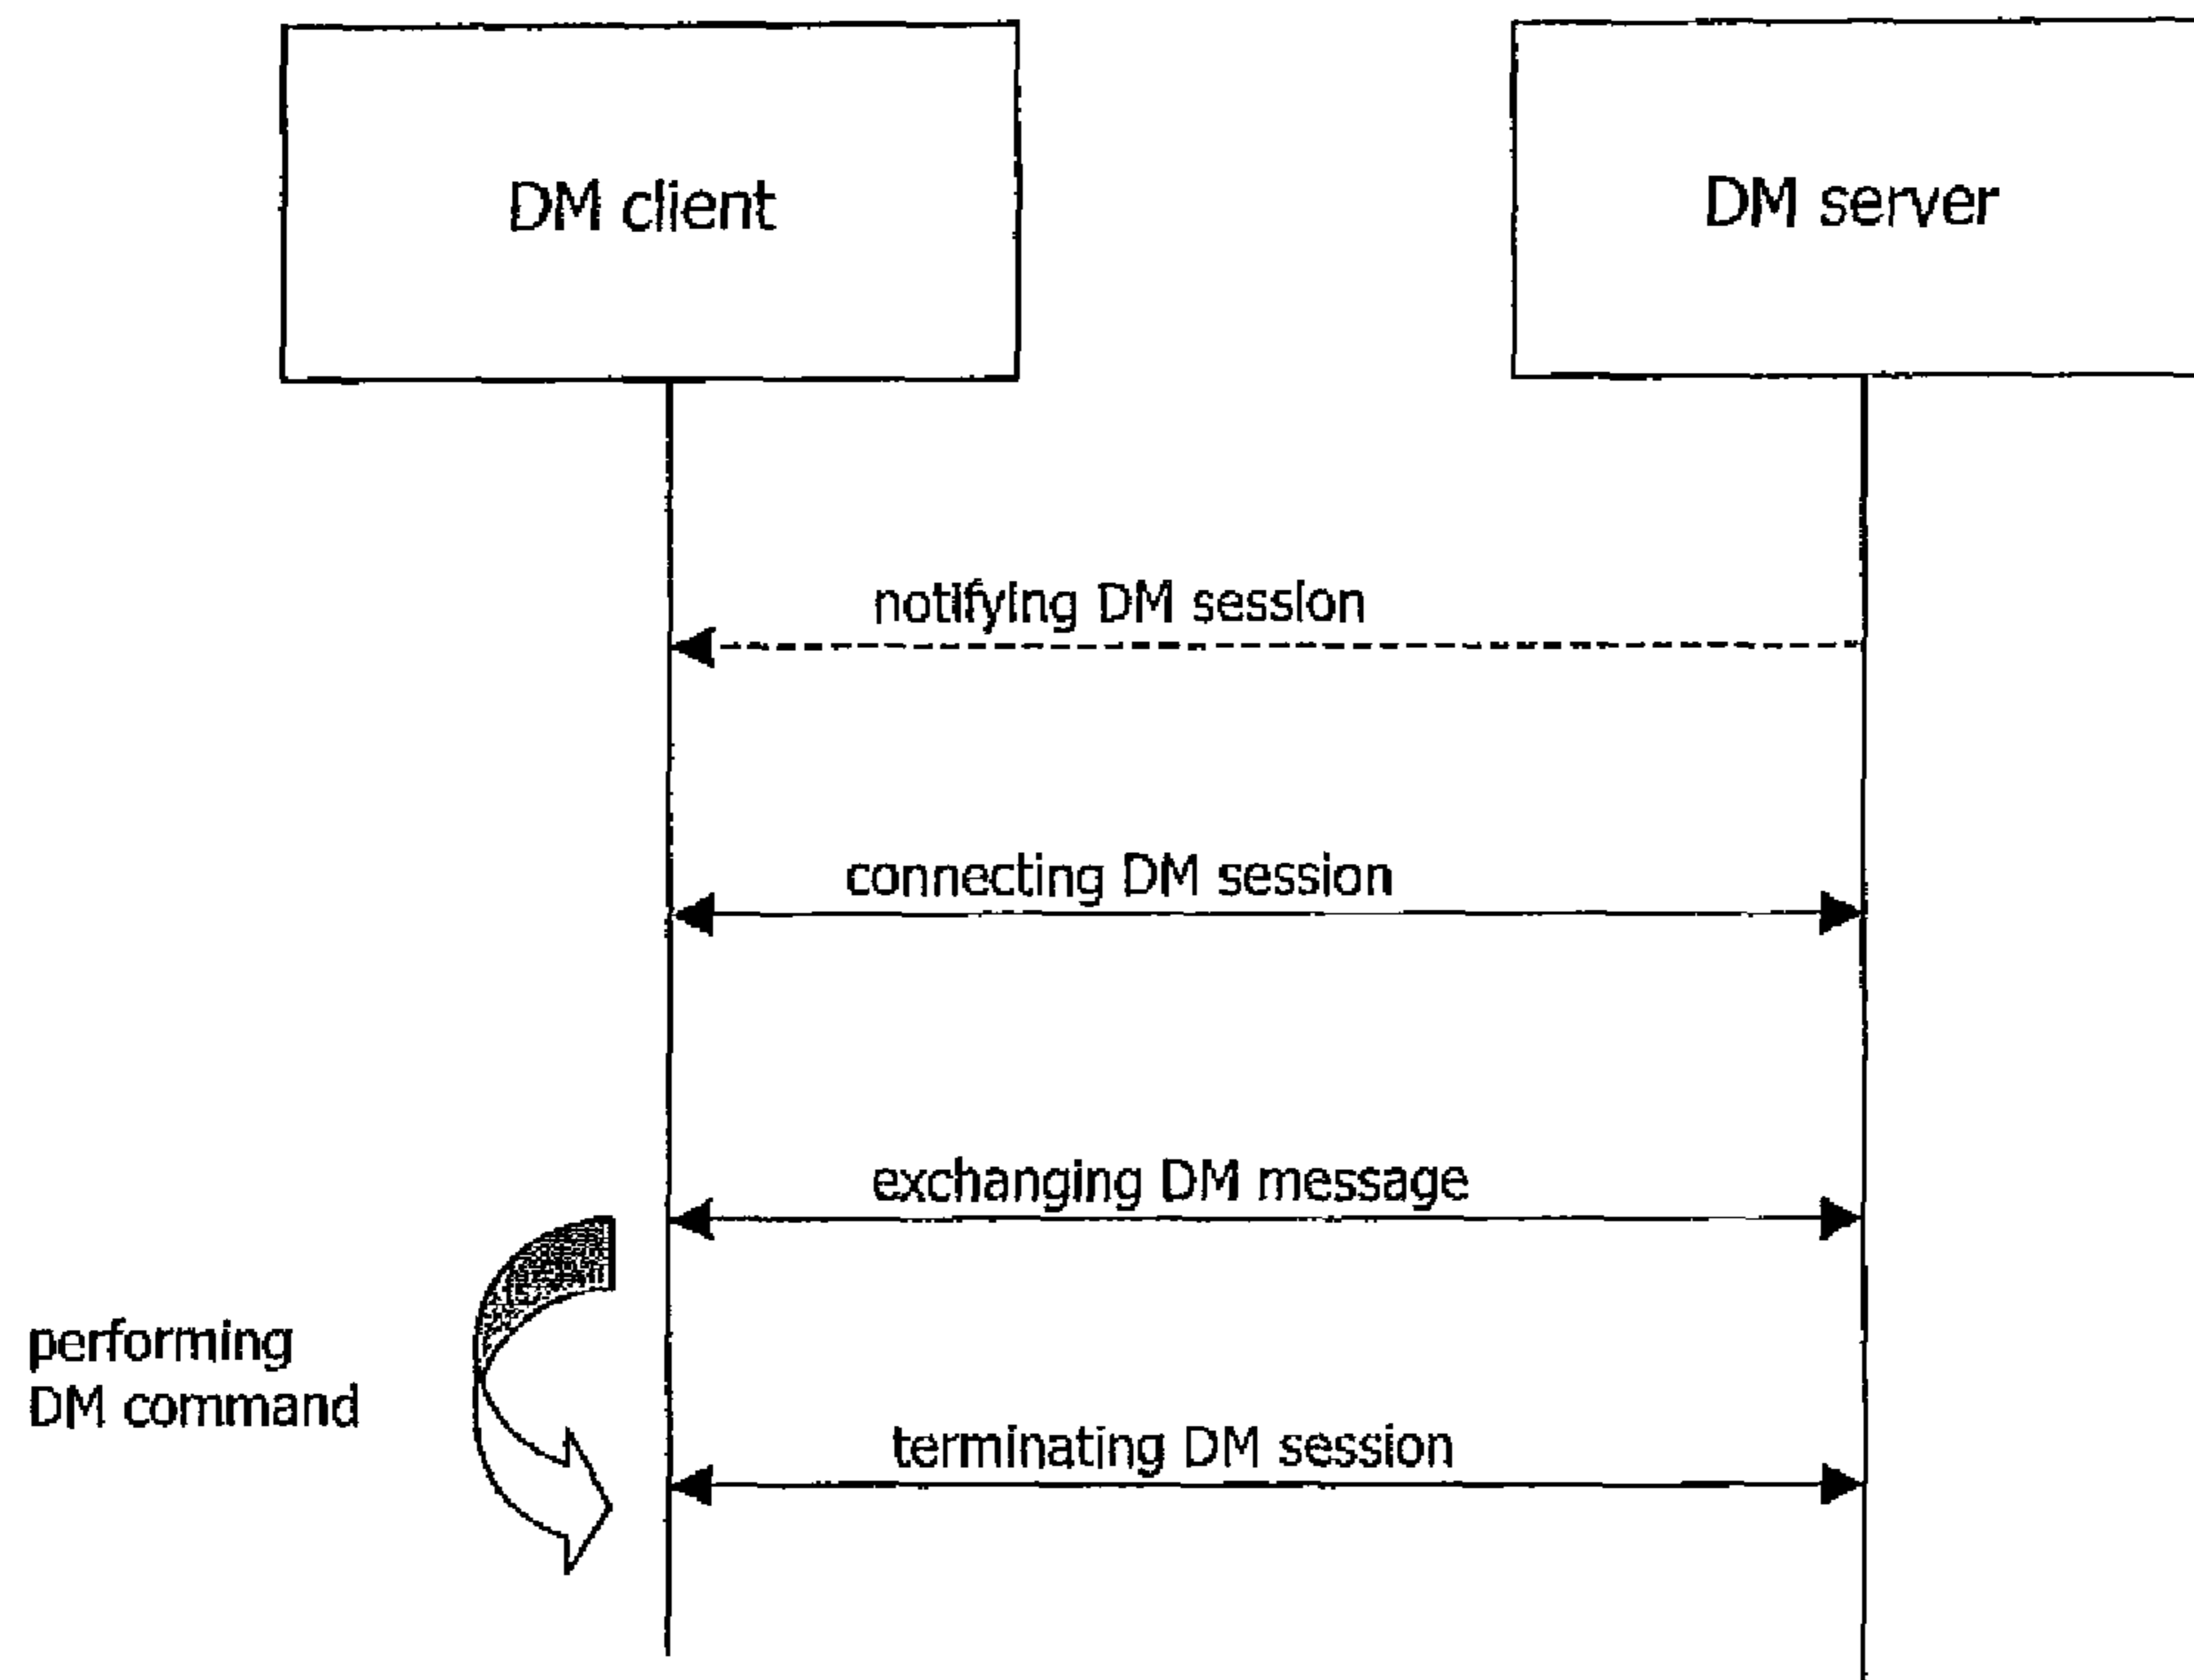 DM client
DM server
notifying DM session
connecting DM session
exchanging DM message
performing
DM command
terminating DM session